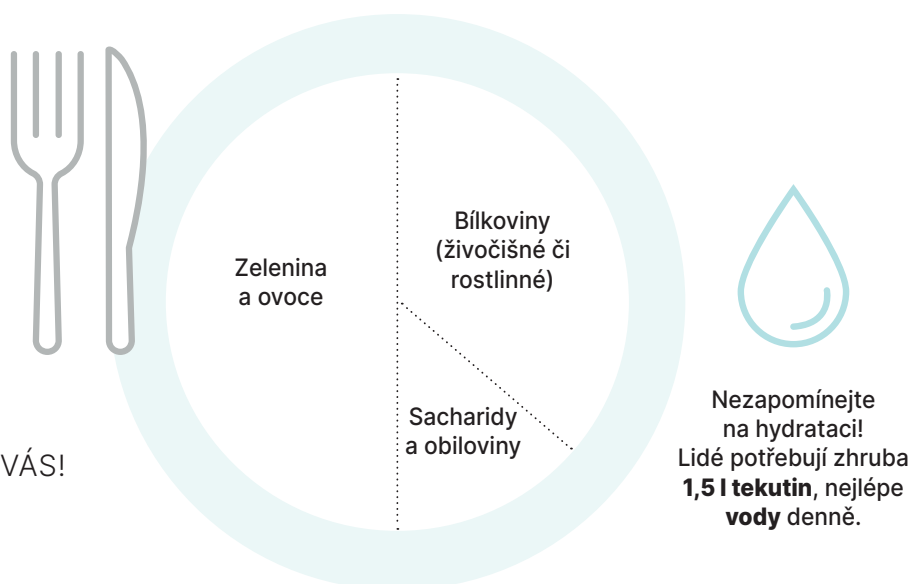 Zelenina
a ovoce
Bílkoviny
(živočišné či
rostlinné)
Sacharidy
a obiloviny
VÁS!
Nezapomínejte
na hydrataci!
Lidé potřebují zhruba
1,5 l tekutin, nejlépe
vody denně.